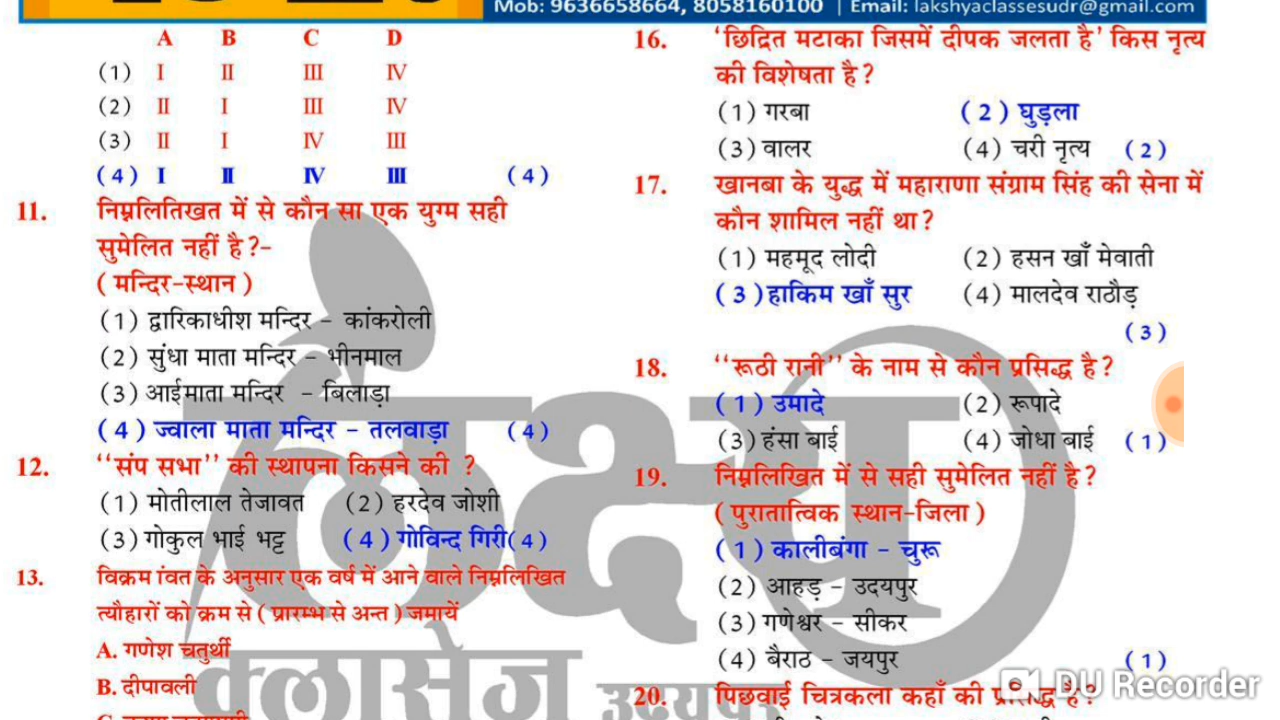 Mob: 9636658664, 8058160100 | Email: lakshyaclassesudr@gmail.com
A B C D
(1) I II III IV
(2) II I III IV
(3) II I IV III
(4) I II IV III (4)
11. निम्नलितिखत में से कौन सा एक युग्म सही
सुमेलित नहीं है?-
(मन्दिर-स्थान)
(1) द्वारिकाधीश मन्दिर - कांकरोली
(2) सुंधा माता मन्दिर - भीनमाल
(3) आईमाता मन्दिर - बिलाड़ा
(4) ज्वाला माता मन्दिर - तलवाड़ा (4)
12. ‘‘संप सभा’’ की स्थापना किसने की ?
(1) मोतीलाल तेजावत (2) हरदेव जोशी
(3) गोकुल भाई भट्ट (4) गोविन्द गिरी(4)
13. विक्रम ांवत के अनुसार एक वर्ष में आने वाले निम्नलिखित
त्यौहारों को क्रम से (प्रारम्भ से अन्त) जमायें
A. गणेश चतुर्थी
B. दीपावली
16. ‘छिद्रित मटाका जिसमें दीपक जलता है’ किस नृत्य
की विशेषता है?
(1) गरबा (2) घुड़ला
(3) वालर (4) चरी नृत्य (2)
17. खानबा के युद्ध में महाराणा संग्राम सिंह की सेना में
कौन शामिल नहीं था?
(1) महमूद लोदी (2) हसन खाँ मेवाती
(3) हाकिम खाँ सुर (4) मालदेव राठौड़
(3)
18. ‘‘रूठी रानी’’ के नाम से कौन प्रसिद्ध है?
(1) उमादे (2) रूपादे
(3) हंसा बाई (4) जोधा बाई (1)
19. निम्नलिखित में से सही सुमेलित नहीं है?
(पुरातात्विक स्थान-जिला)
(1) कालीबंगा - चुरू
(2) आहड़ - उदयपुर
(3) गणेश्वर - सीकर
(4) बैराठ - जयपुर (1)
20. पिछवाई चित्रकला कहाँ की प्रसिद्ध है?
लक्ष्य
क्लासेज उदयपुर
DU Recorder